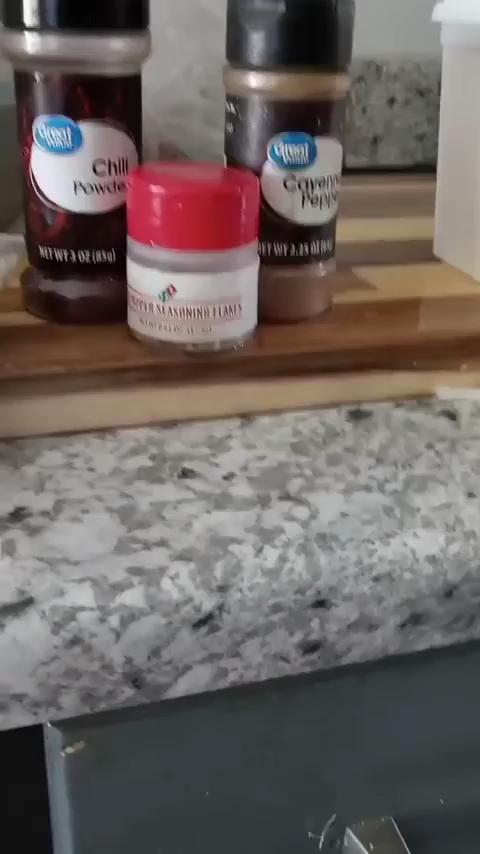 Great Value
Chili
Powder
NET WT 3 OZ (85g)
Great Value
Cayenne
Pepper
SEASONING FLAKES